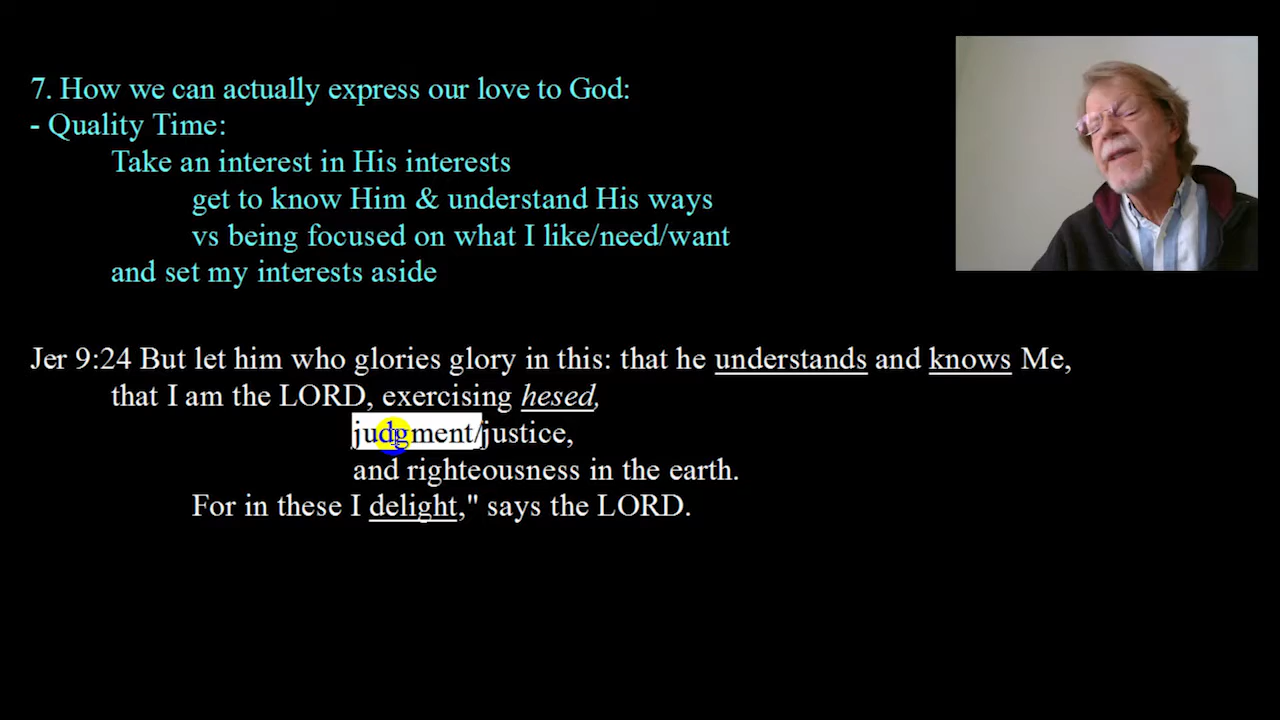 7. How we can actually express our love to God:
- Quality Time:
Take an interest in His interests
get to know Him & understand His ways
vs being focused on what I like/need/want
and set my interests aside
Jer 9:24 But let him who glories glory in this: that he understands and knows Me,
that I am the LORD, exercising hesed,
judgment/justice,
and righteousness in the earth.
For in these I delight," says the LORD.